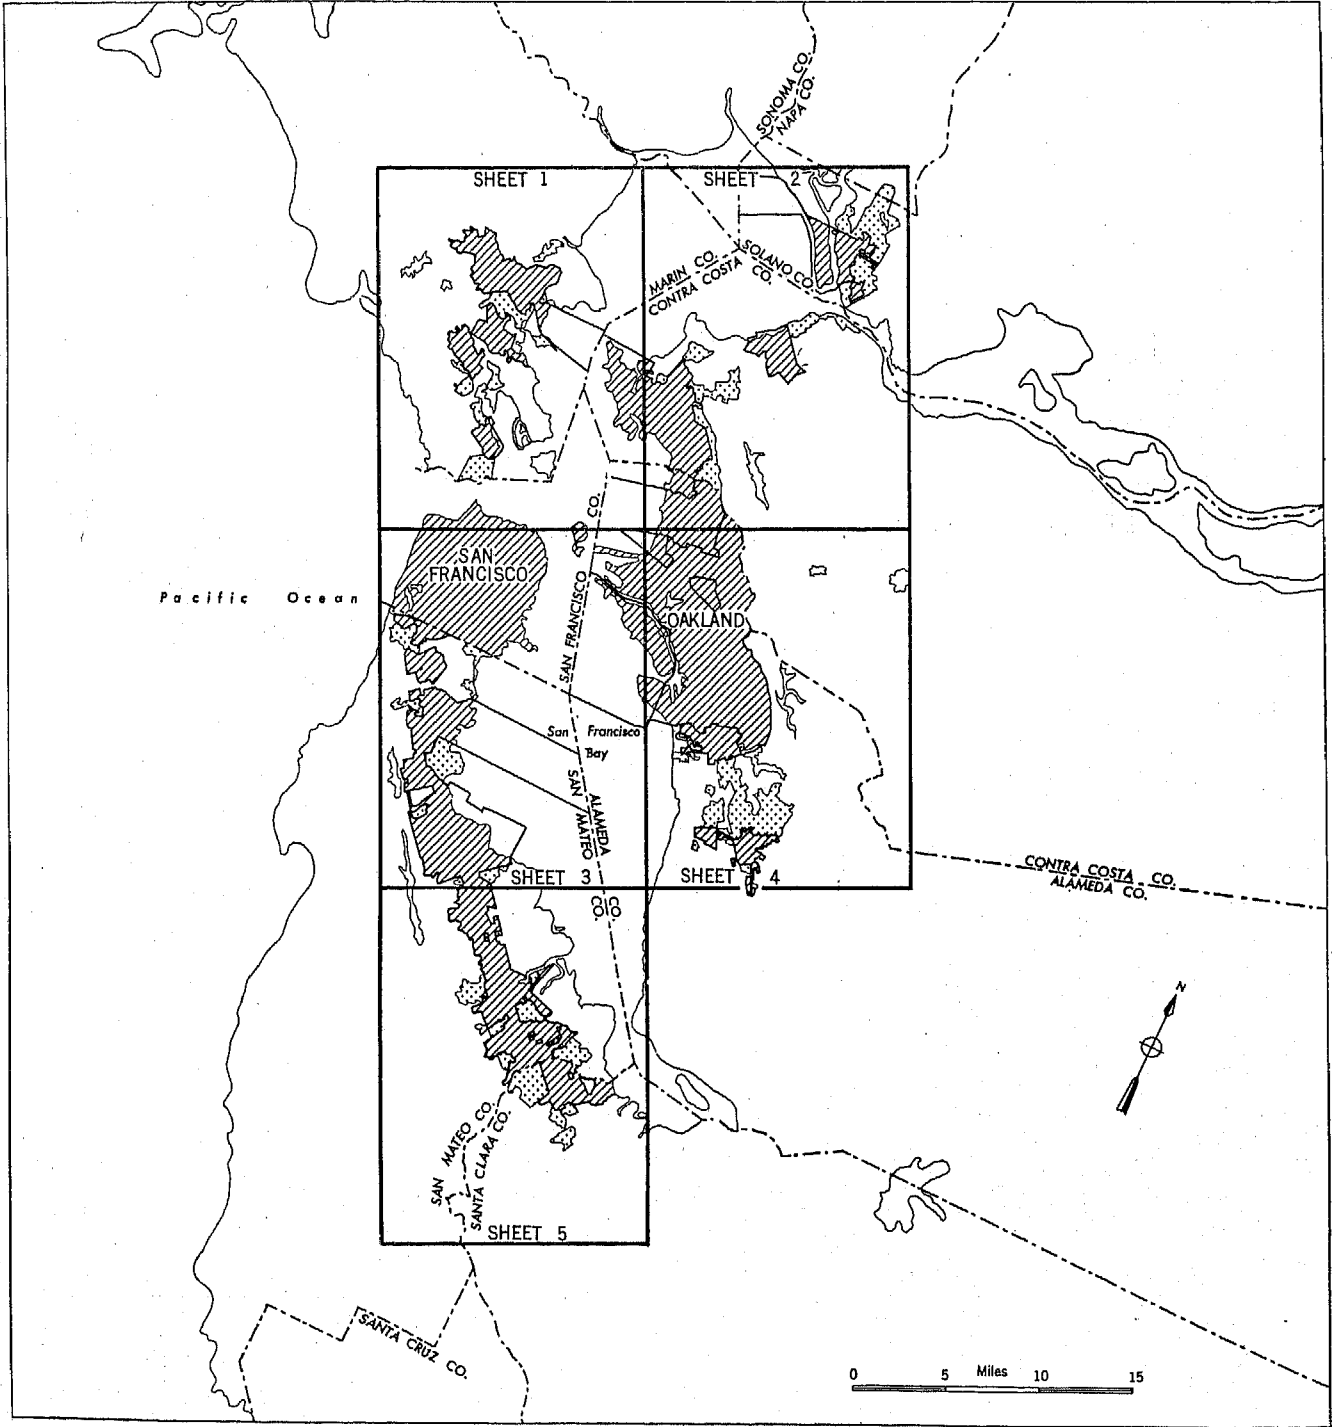 SONOMA CO.
NAPA CO.
SHEET 1
SHEET 2
MARIN CO.
CONTRA COSTA CO.
SOLANO CO.
SAN FRANCISCO CO.
SAN
FRANCISCO
Pacific Ocean
OAKLAND
San Francisco
Bay
ALAMEDA CO.
SAN MATEO CO.
SHEET 3
SHEET 4
CONTRA COSTA CO.
ALAMEDA CO.
N
SAN MATEO CO.
SANTA CLARA CO.
SHEET 5
SANTA CRUZ CO.
0 5 Miles 10 15